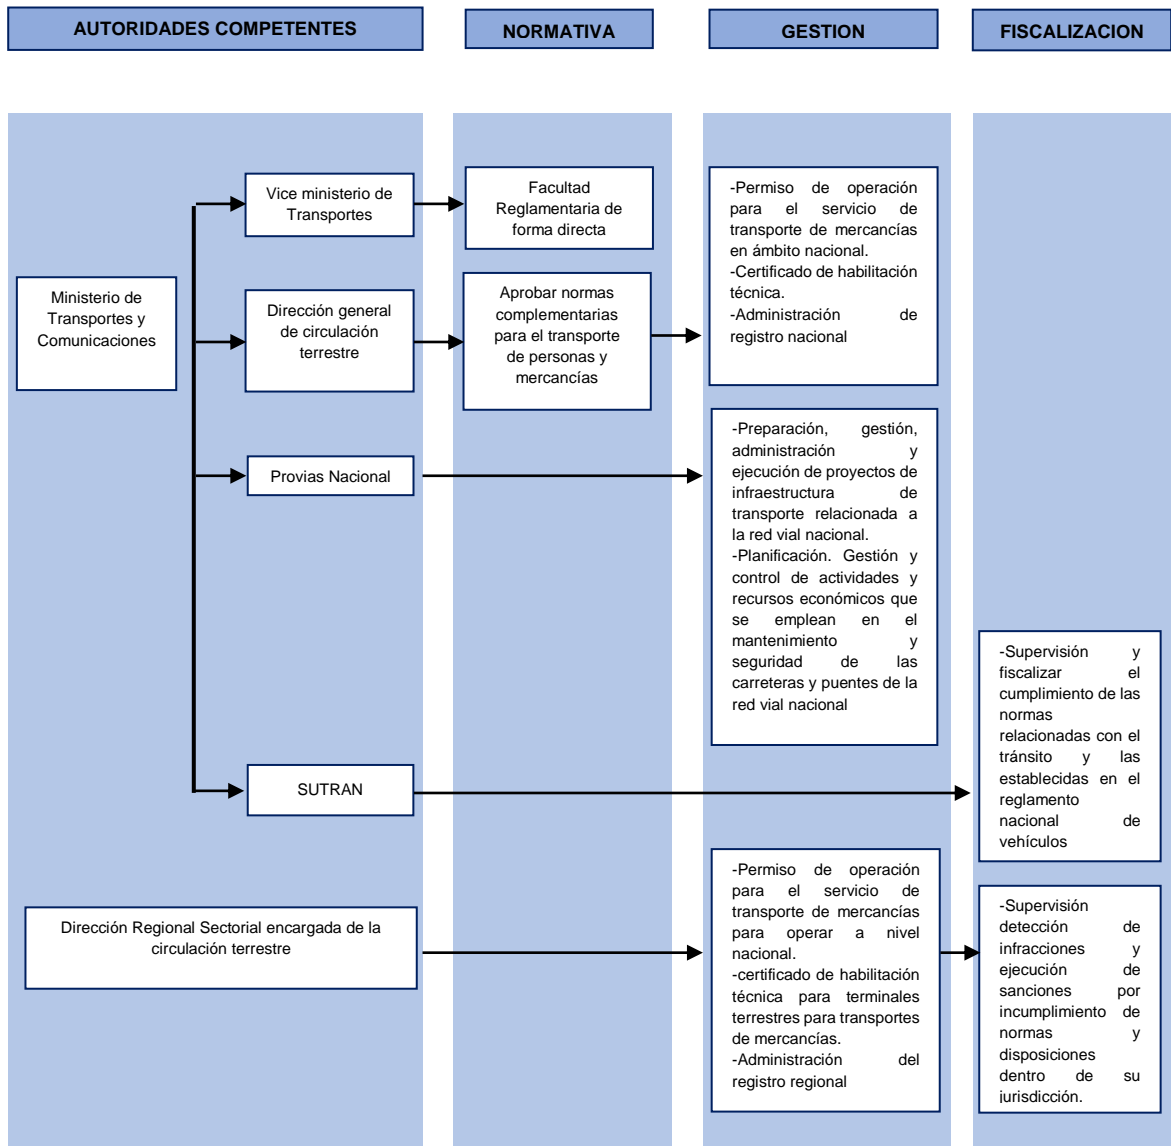 AUTORIDADES COMPETENTES
NORMATIVA
GESTION
FISCALIZACION
Ministerio de
Transportes y
Comunicaciones
Vice ministerio de
Transportes
Facultad
Reglamentaria de
forma directa
Dirección general
de circulación
terrestre
Aprobar normas
complementarias
para el transporte
de personas y
mercancías
-Permiso de operación
para el servicio de
transporte de mercancías
en ámbito nacional.
-Certificado de habilitación
técnica.
-Administración de
registro nacional
Provias Nacional
-Preparación, gestión,
administración y
ejecución de proyectos de
infraestructura de
transporte relacionada a
la red vial nacional.
-Planificación. Gestión y
control de actividades y
recursos económicos que
se emplean en el
mantenimiento y
seguridad de las
carreteras y puentes de la
red vial nacional
SUTRAN
-Supervisión y
fiscalizar el
cumplimiento de las
normas
relacionadas con el
tránsito y las
establecidas en el
reglamento
nacional de
vehículos
Dirección Regional Sectorial encargada de la
circulación terrestre
-Permiso de operación
para el servicio de
transporte de mercancías
para operar a nivel
nacional.
-certificado de habilitación
técnica para terminales
terrestres para transportes
de mercancías.
-Administración del
registro regional
-Supervisión
detección de
infracciones y
ejecución de
sanciones por
incumplimiento de
normas y
disposiciones
dentro de su
jurisdicción.